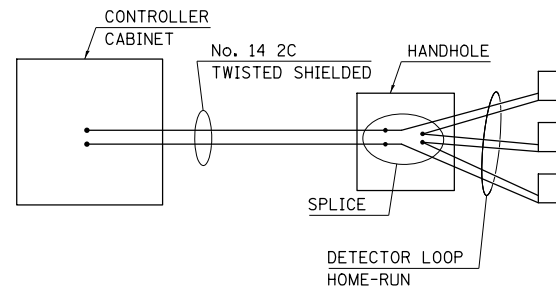 CONTROLLER
CABINET
No. 14 2C
TWISTED SHIELDED
HANDHOLE
SPLICE
DETECTOR LOOP
HOME-RUN